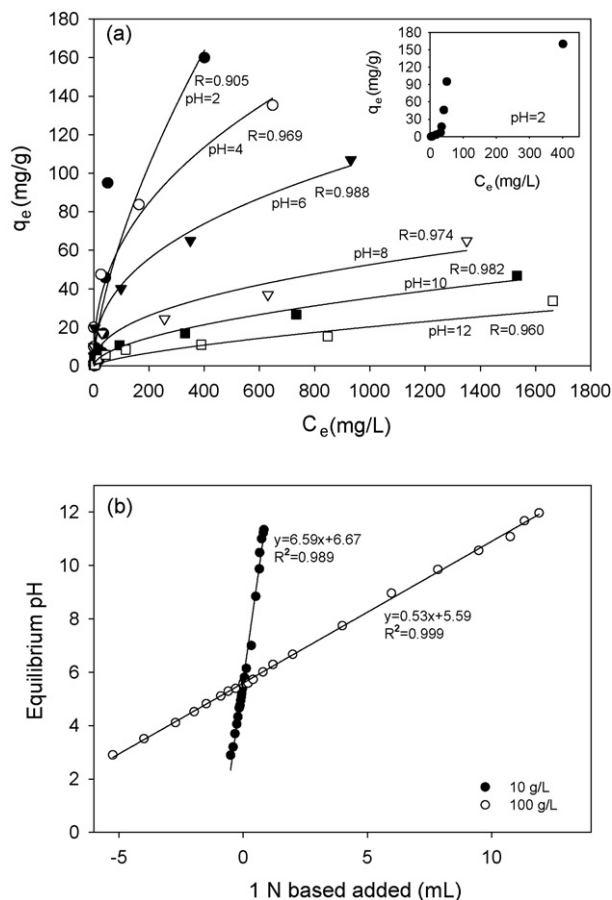 (a)
R=0.905
pH=2
R=0.969
pH=4
R=0.988
pH=6
R=0.974
pH=8
R=0.982
pH=10
R=0.960
pH=12
180
160
140
120
100
80
60
40
20
0
qe(mg/g)
0 200 400 600 800 1000 1200 1400 1600 1800
Ce(mg/L)
180
150
120
90
60
30
0
qe(mg/g)
pH=2
0 100 200 300 400
Ce(mg/L)
(b)
12
10
8
6
4
2
0
Equilibrium pH
y=6.59x+6.67
R2=0.989
y=0.53x+5.59
R2=0.999
10 g/L
100 g/L
-5 0 5 10
1 N based added (mL)